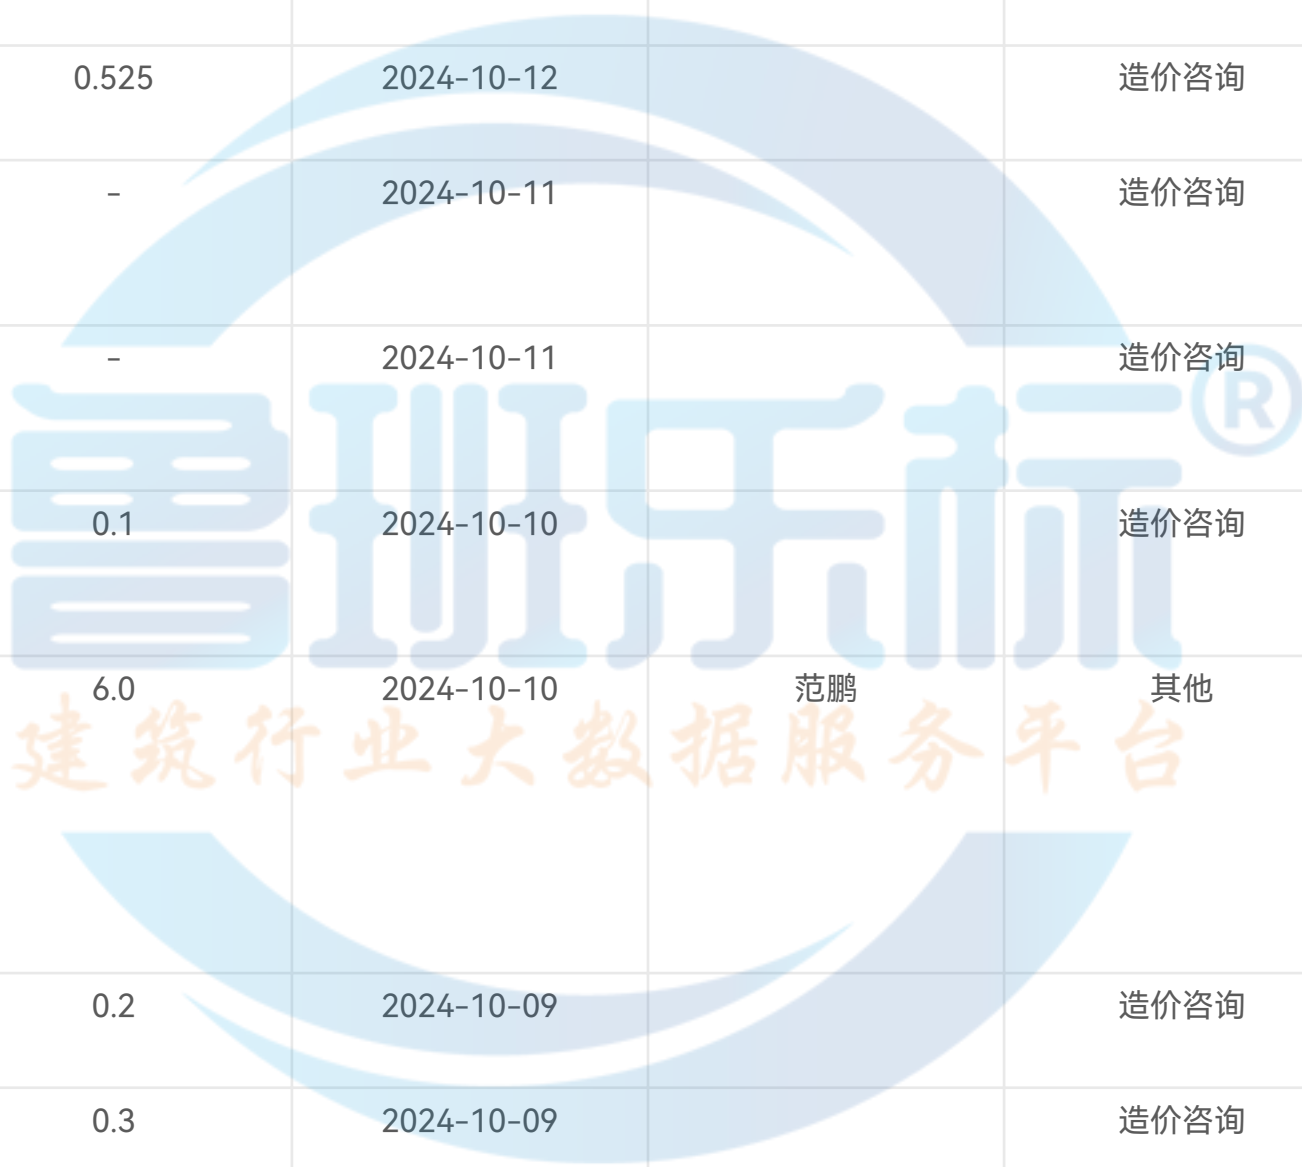 0.525 2024-10-12 造价咨询
- 2024-10-11 造价咨询
- 2024-10-11 造价咨询
®
鲁班乐标
0.1 2024-10-10 造价咨询
6.0 2024-10-10 范鹏 其他
建筑行业大数据服务平台
0.2 2024-10-09 造价咨询
0.3 2024-10-09 造价咨询